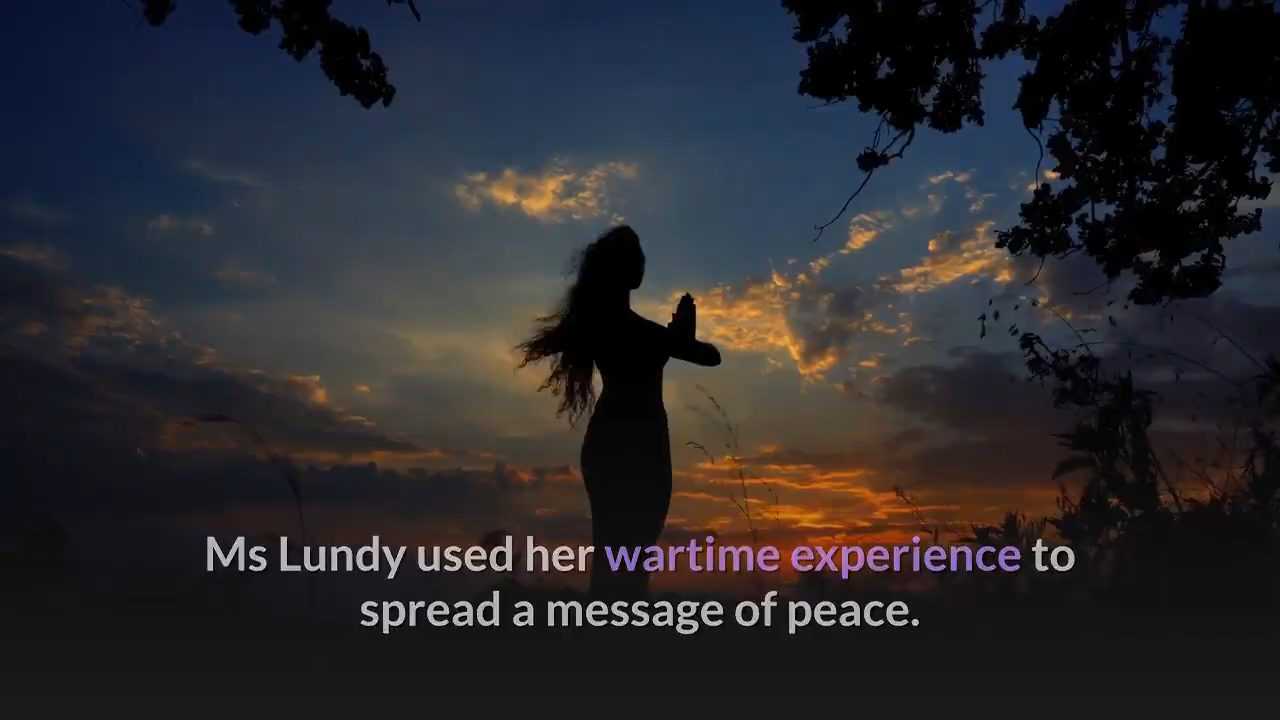 Ms Lundy used her wartime experience to
spread a message of peace.